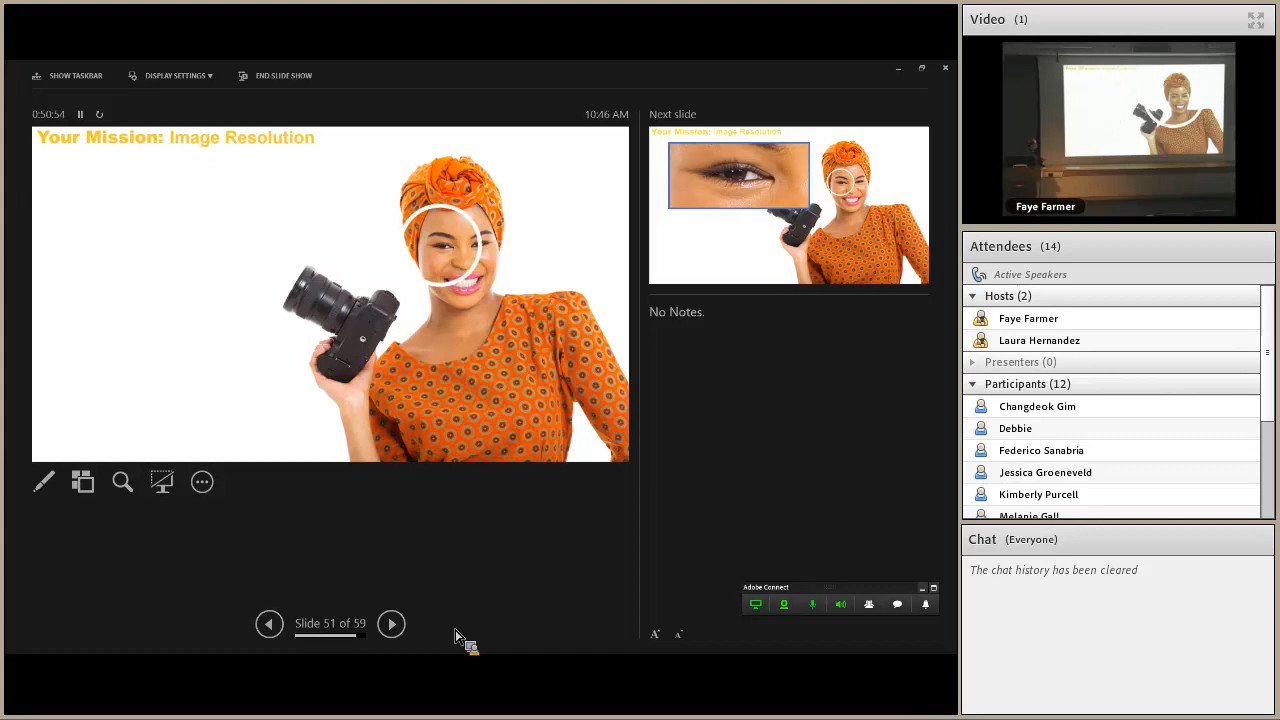 SHOW TASKBAR
DISPLAY SETTINGS ▾
END SLIDE SHOW
0:50:54
10:46 AM
Your Mission: Image Resolution
Next slide
Your Mission: Image Resolution
No Notes.
Adobe Connect
Slide 51 of 59
A A
Video (1)
Faye Farmer
Attendees (14)
Active Speakers
Hosts (2)
Faye Farmer
Laura Hernandez
Presenters (0)
Participants (12)
Changdeok Gim
Debbie
Federico Sanabria
Jessica Groeneveld
Kimberly Purcell
Melanie Gall
Chat (Everyone)
The chat history has been cleared